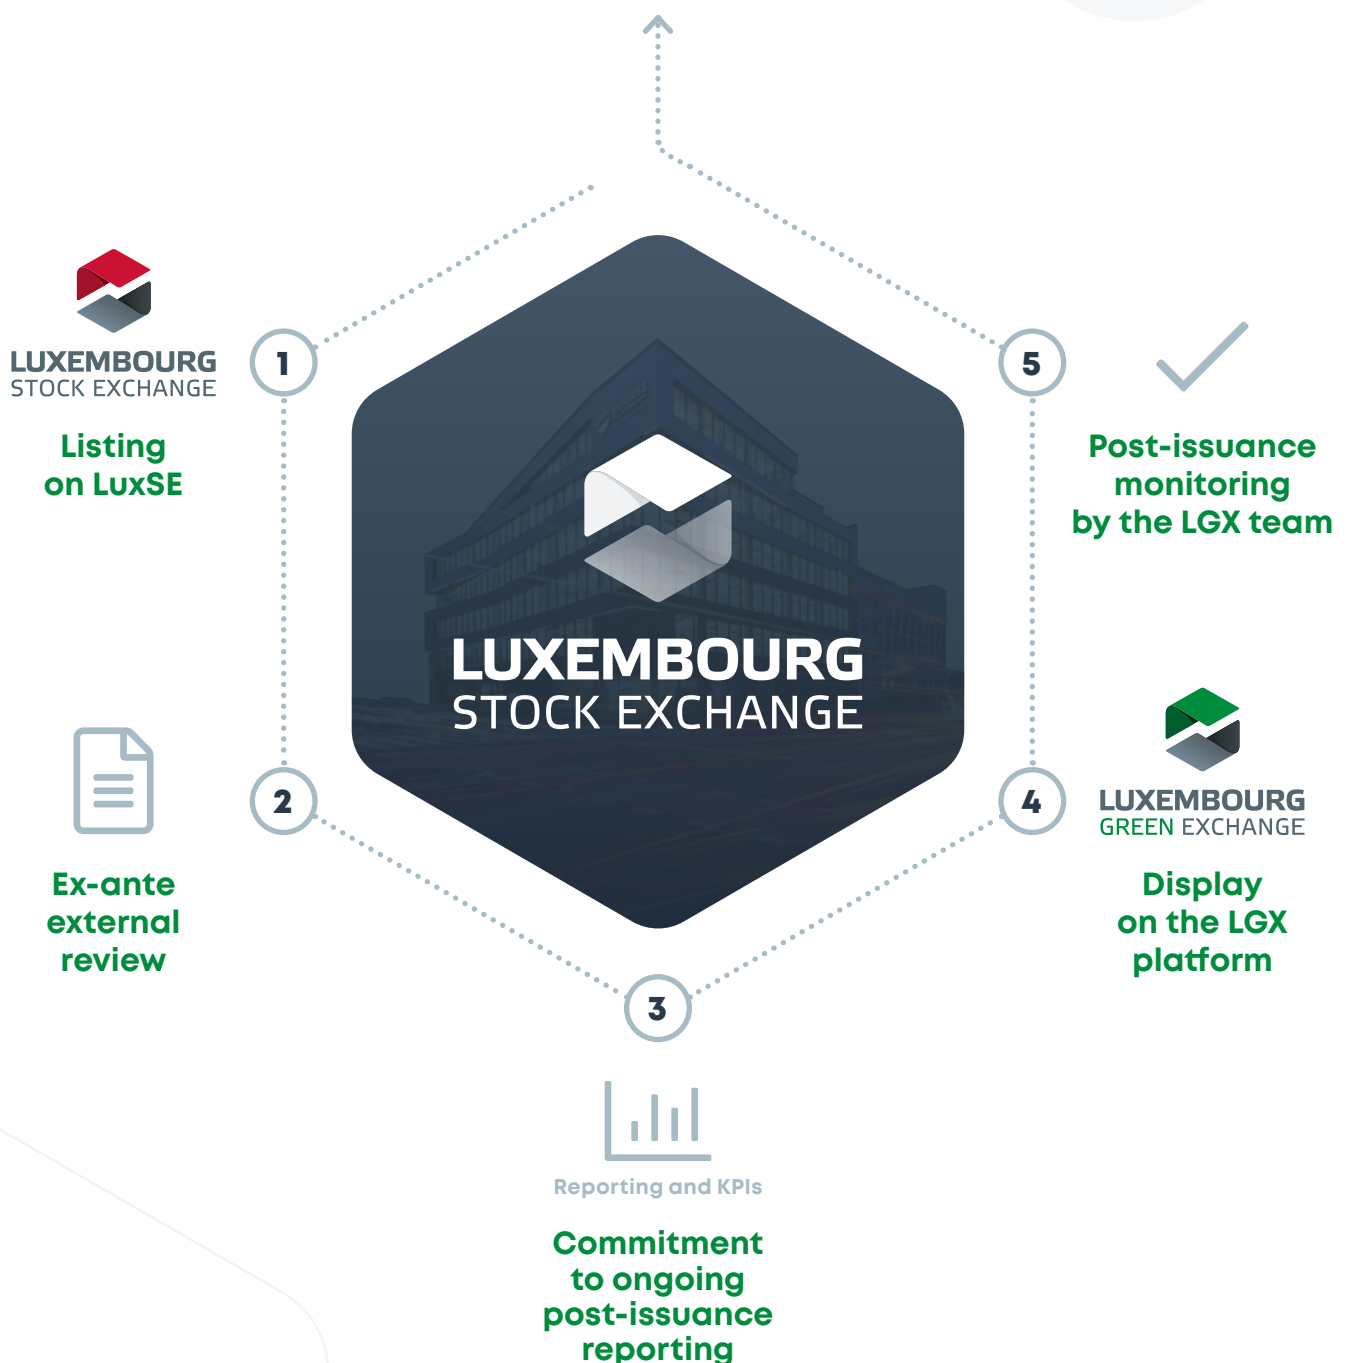 LUXEMBOURG
STOCK EXCHANGE
1
Listing
on LuxSE
2
Ex-ante
external
review
3
Reporting and KPIs
Commitment
to ongoing
post-issuance
reporting
4
LUXEMBOURG
GREEN EXCHANGE
Display
on the LGX
platform
5
Post-issuance
monitoring
by the LGX team
LUXEMBOURG
STOCK EXCHANGE